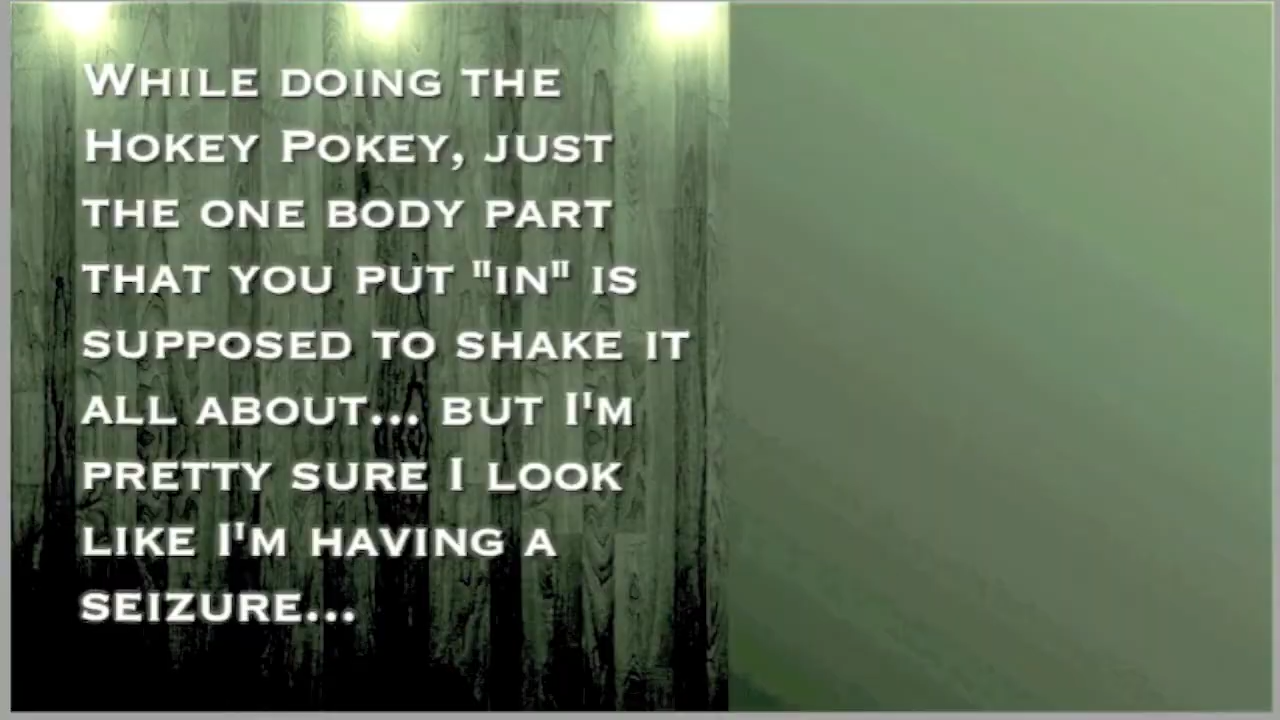 While doing the
Hokey Pokey, just
the one body part
that you put "in" is
supposed to shake it
all about... but I'm
pretty sure I look
like I'm having a
seizure...